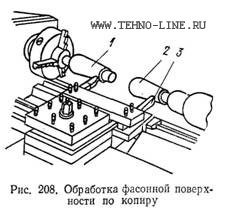 www.TEHNO-LINE.RU
1
2
3
Рис. 208. Обработка фасонной поверх-
ности по копиру